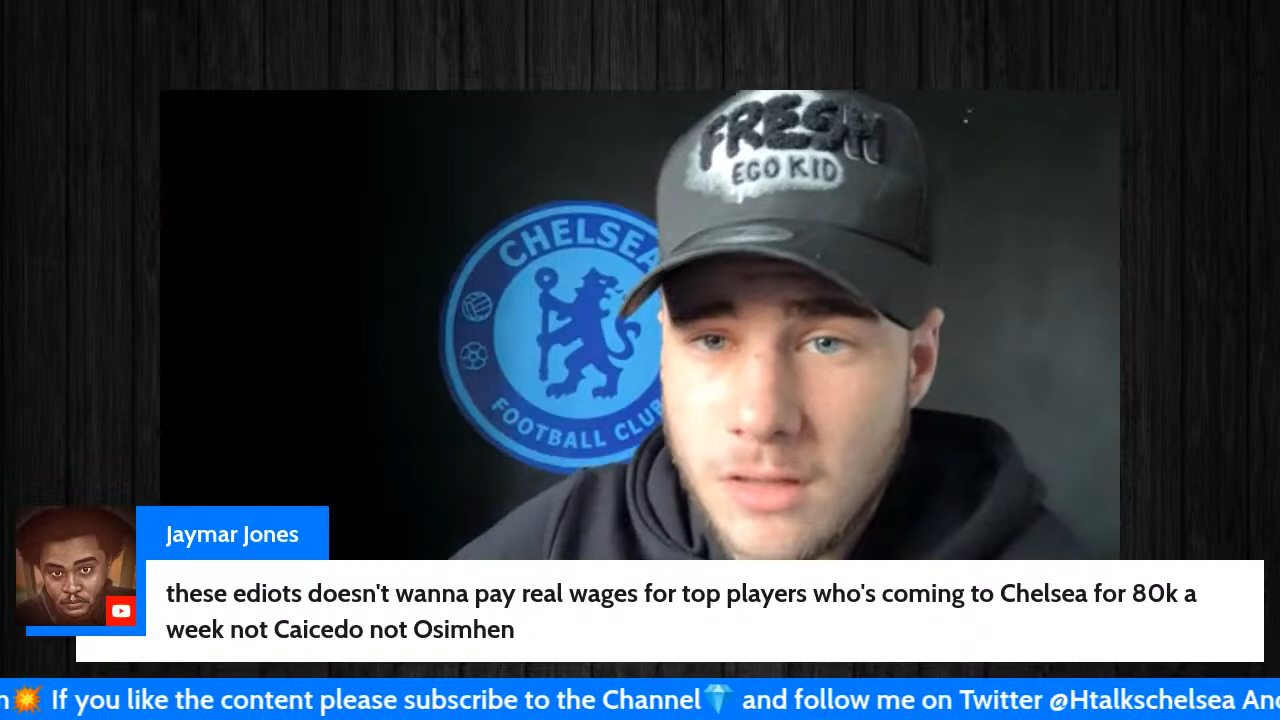 FRESH
EGO KID
CHELSEA
FOOTBALL CLUB
Jaymar Jones
these ediots doesn't wanna pay real wages for top players who's coming to Chelsea for 80k a
week not Caicedo not Osimhen
💥 If you like the content please subscribe to the Channel💎 and follow me on Twitter @Htalkschelsea